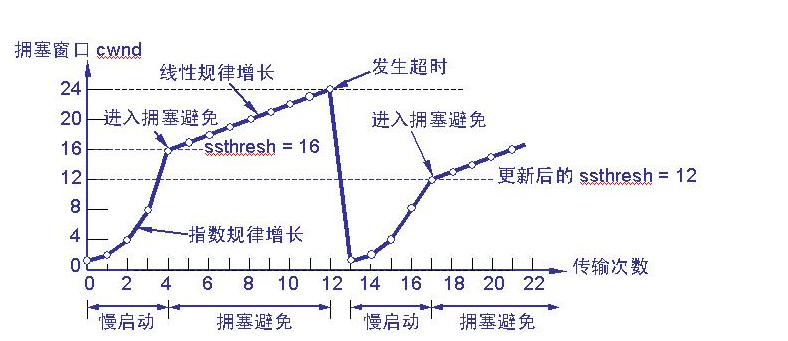 拥塞窗口 cwnd
线性规律增长
发生超时
24
20
进入拥塞避免
进入拥塞避免
16
ssthresh = 16
12
更新后的 ssthresh = 12
8
4
指数规律增长
0
0 2 4 6 8 10 12 14 16 18 20 22
传输次数
慢启动
拥塞避免
慢启动
拥塞避免